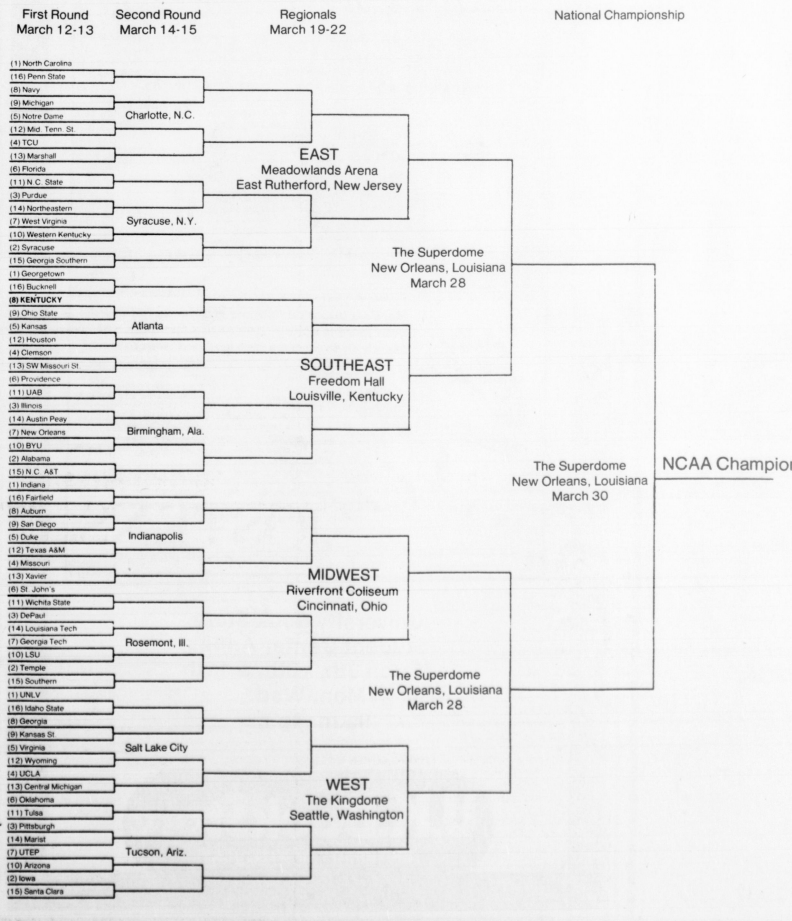 First Round
March 12-13
Second Round
March 14-15
Regionals
March 19-22
National Championship
(1) North Carolina
(16) Penn State
(8) Navy
(9) Michigan
Charlotte, N.C.
(5) Notre Dame
(12) Mid. Tenn. St.
(4) TCU
(13) Marshall
(6) Florida
(11) N.C. State
(3) Purdue
(14) Northeastern
Syracuse, N.Y.
(7) West Virginia
(10) Western Kentucky
(2) Syracuse
(15) Georgia Southern
EAST
Meadowlands Arena
East Rutherford, New Jersey
(1) Georgetown
(16) Bucknell
(8) KENTUCKY
(9) Ohio State
Atlanta
(5) Kansas
(12) Houston
(4) Clemson
(13) SW Missouri St.
(6) Providence
(11) UAB
(3) Illinois
(14) Austin Peay
Birmingham, Ala.
(7) New Orleans
(10) BYU
(2) Alabama
(15) N.C. A&T
SOUTHEAST
Freedom Hall
Louisville, Kentucky
The Superdome
New Orleans, Louisiana
March 28
(1) Indiana
(16) Fairfield
(8) Auburn
(9) San Diego
Indianapolis
(5) Duke
(12) Texas A&M
(4) Missouri
(13) Xavier
(6) St. John's
(11) Wichita State
(3) DePaul
(14) Louisiana Tech
Rosemont, Ill.
(7) Georgia Tech
(10) LSU
(2) Temple
(15) Southern
MIDWEST
Riverfront Coliseum
Cincinnati, Ohio
(1) UNLV
(16) Idaho State
(8) Georgia
(9) Kansas St.
Salt Lake City
(5) Virginia
(12) Wyoming
(4) UCLA
(13) Central Michigan
(6) Oklahoma
(11) Tulsa
(3) Pittsburgh
(14) Marist
Tucson, Ariz.
(7) UTEP
(10) Arizona
(2) Iowa
(15) Santa Clara
WEST
The Kingdome
Seattle, Washington
The Superdome
New Orleans, Louisiana
March 28
The Superdome
New Orleans, Louisiana
March 30
NCAA Champion